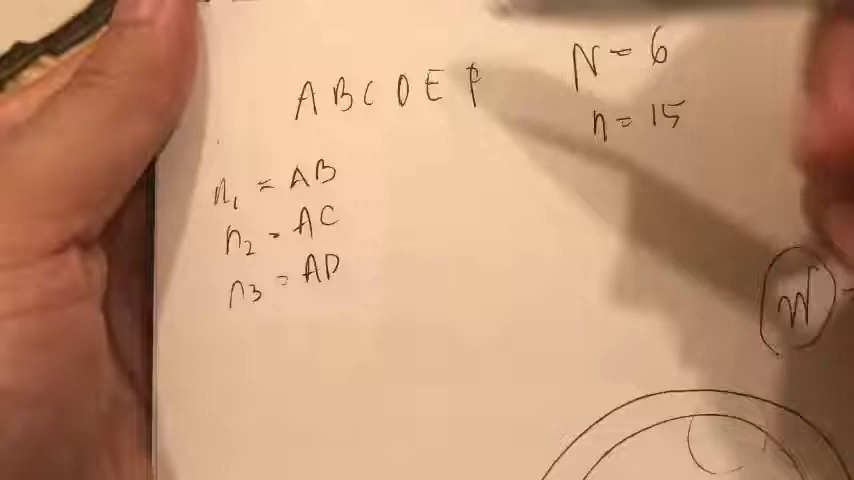 A B C D E F
N = 6
n = 15
n1 = AB
n2 = AC
n3 = AD
W